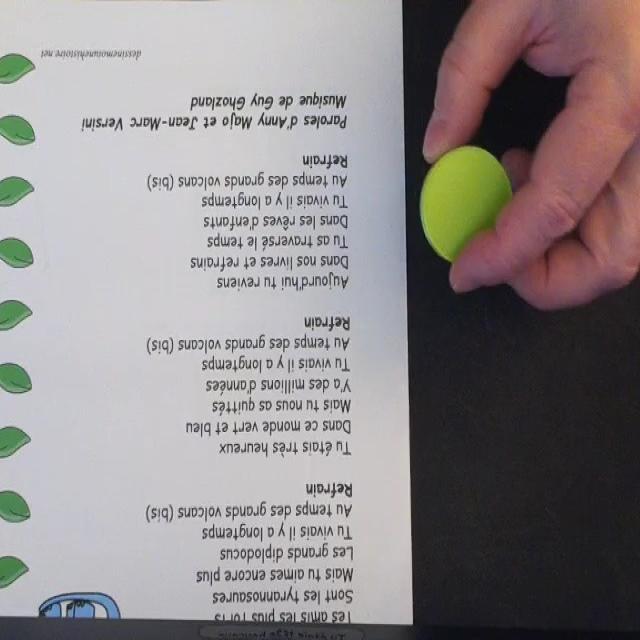 Tes amis les plus forts
Sont les tyrannosaures
Mais tu aimes encore plus
Les grands diplodocus
Tu vivais il y a longtemps
Au temps des grands volcans (bis)
Refrain
Tu étais très heureux
Dans ce monde vert et bleu
Mais tu nous as quittés
Y'a des millions d'années
Tu vivais il y a longtemps
Au temps des grands volcans (bis)
Refrain
Aujourd'hui tu reviens
Dans nos livres et refrains
Tu as traversé le temps
Dans les rêves d'enfants
Tu vivais il y a longtemps
Au temps des grands volcans (bis)
Refrain
Paroles d'Anny Majo et Jean-Marc Versini
Musique de Guy Ghozland
dessinemoiunehistoire.net